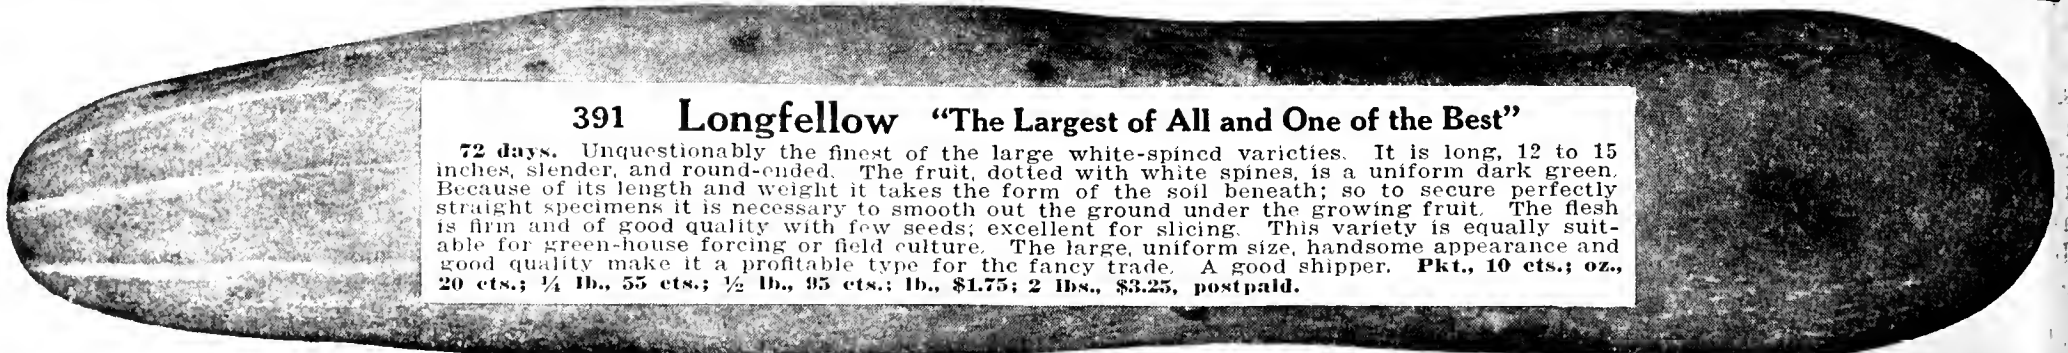 391 Longfellow "The Largest of All and One of the Best"
72 days. Unquestionably the finest of the large white-spined varieties. It is long, 12 to 15
inches, slender, and round-ended. The fruit, dotted with white spines, is a uniform dark green.
Because of its length and weight it takes the form of the soil beneath; so to secure perfectly
straight specimens it is necessary to smooth out the ground under the growing fruit. The flesh
is firm and of good quality with few seeds; excellent for slicing. This variety is equally suit-
able for green-house forcing or field culture. The large, uniform size, handsome appearance and
good quality make it a profitable type for the fancy trade. A good shipper. Pkt., 10 cts.; oz.,
20 cts.; ¼ lb., 55 cts.; ½ lb., 95 cts.; lb., $1.75; 2 lbs., $3.25, postpaid.